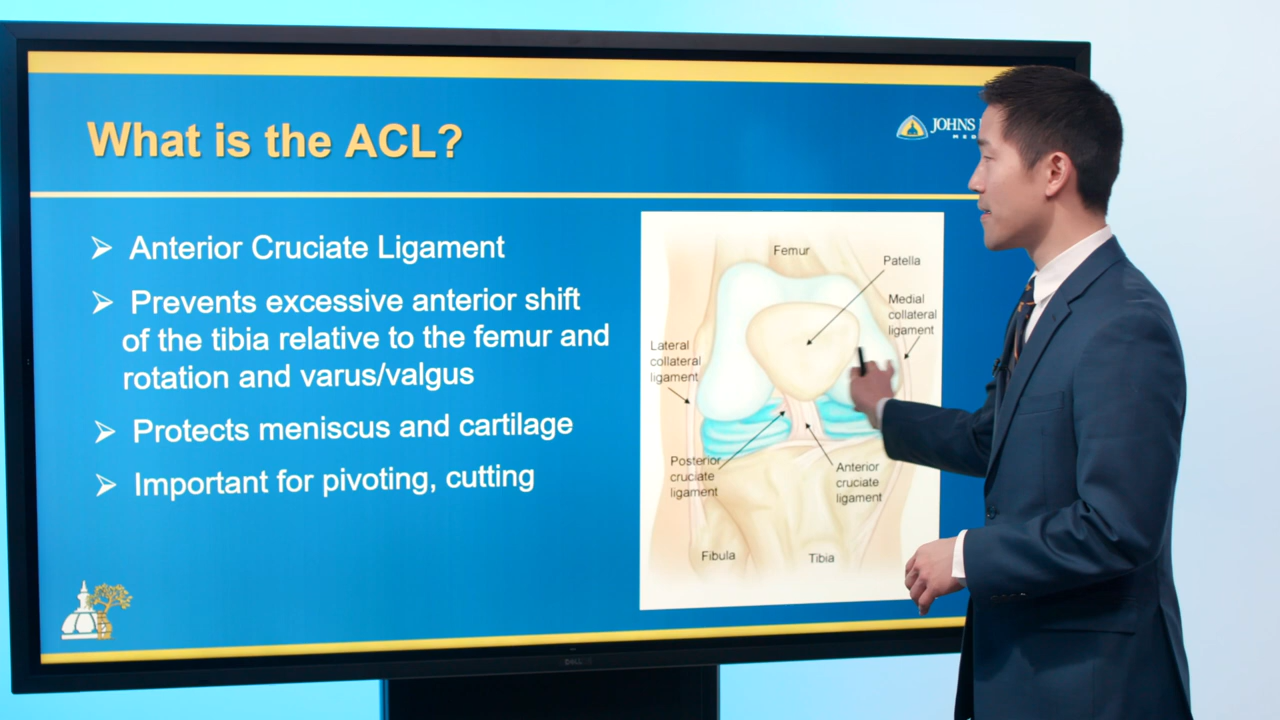 What is the ACL?
JOHNS
➢ Anterior Cruciate Ligament
➢ Prevents excessive anterior shift
of the tibia relative to the femur and
rotation and varus/valgus
➢ Protects meniscus and cartilage
➢ Important for pivoting, cutting
Femur
Patella
Medial
collateral
ligament
Lateral
collateral
ligament
Posterior
cruciate
ligament
Anterior
cruciate
ligament
Fibula
Tibia
DELL